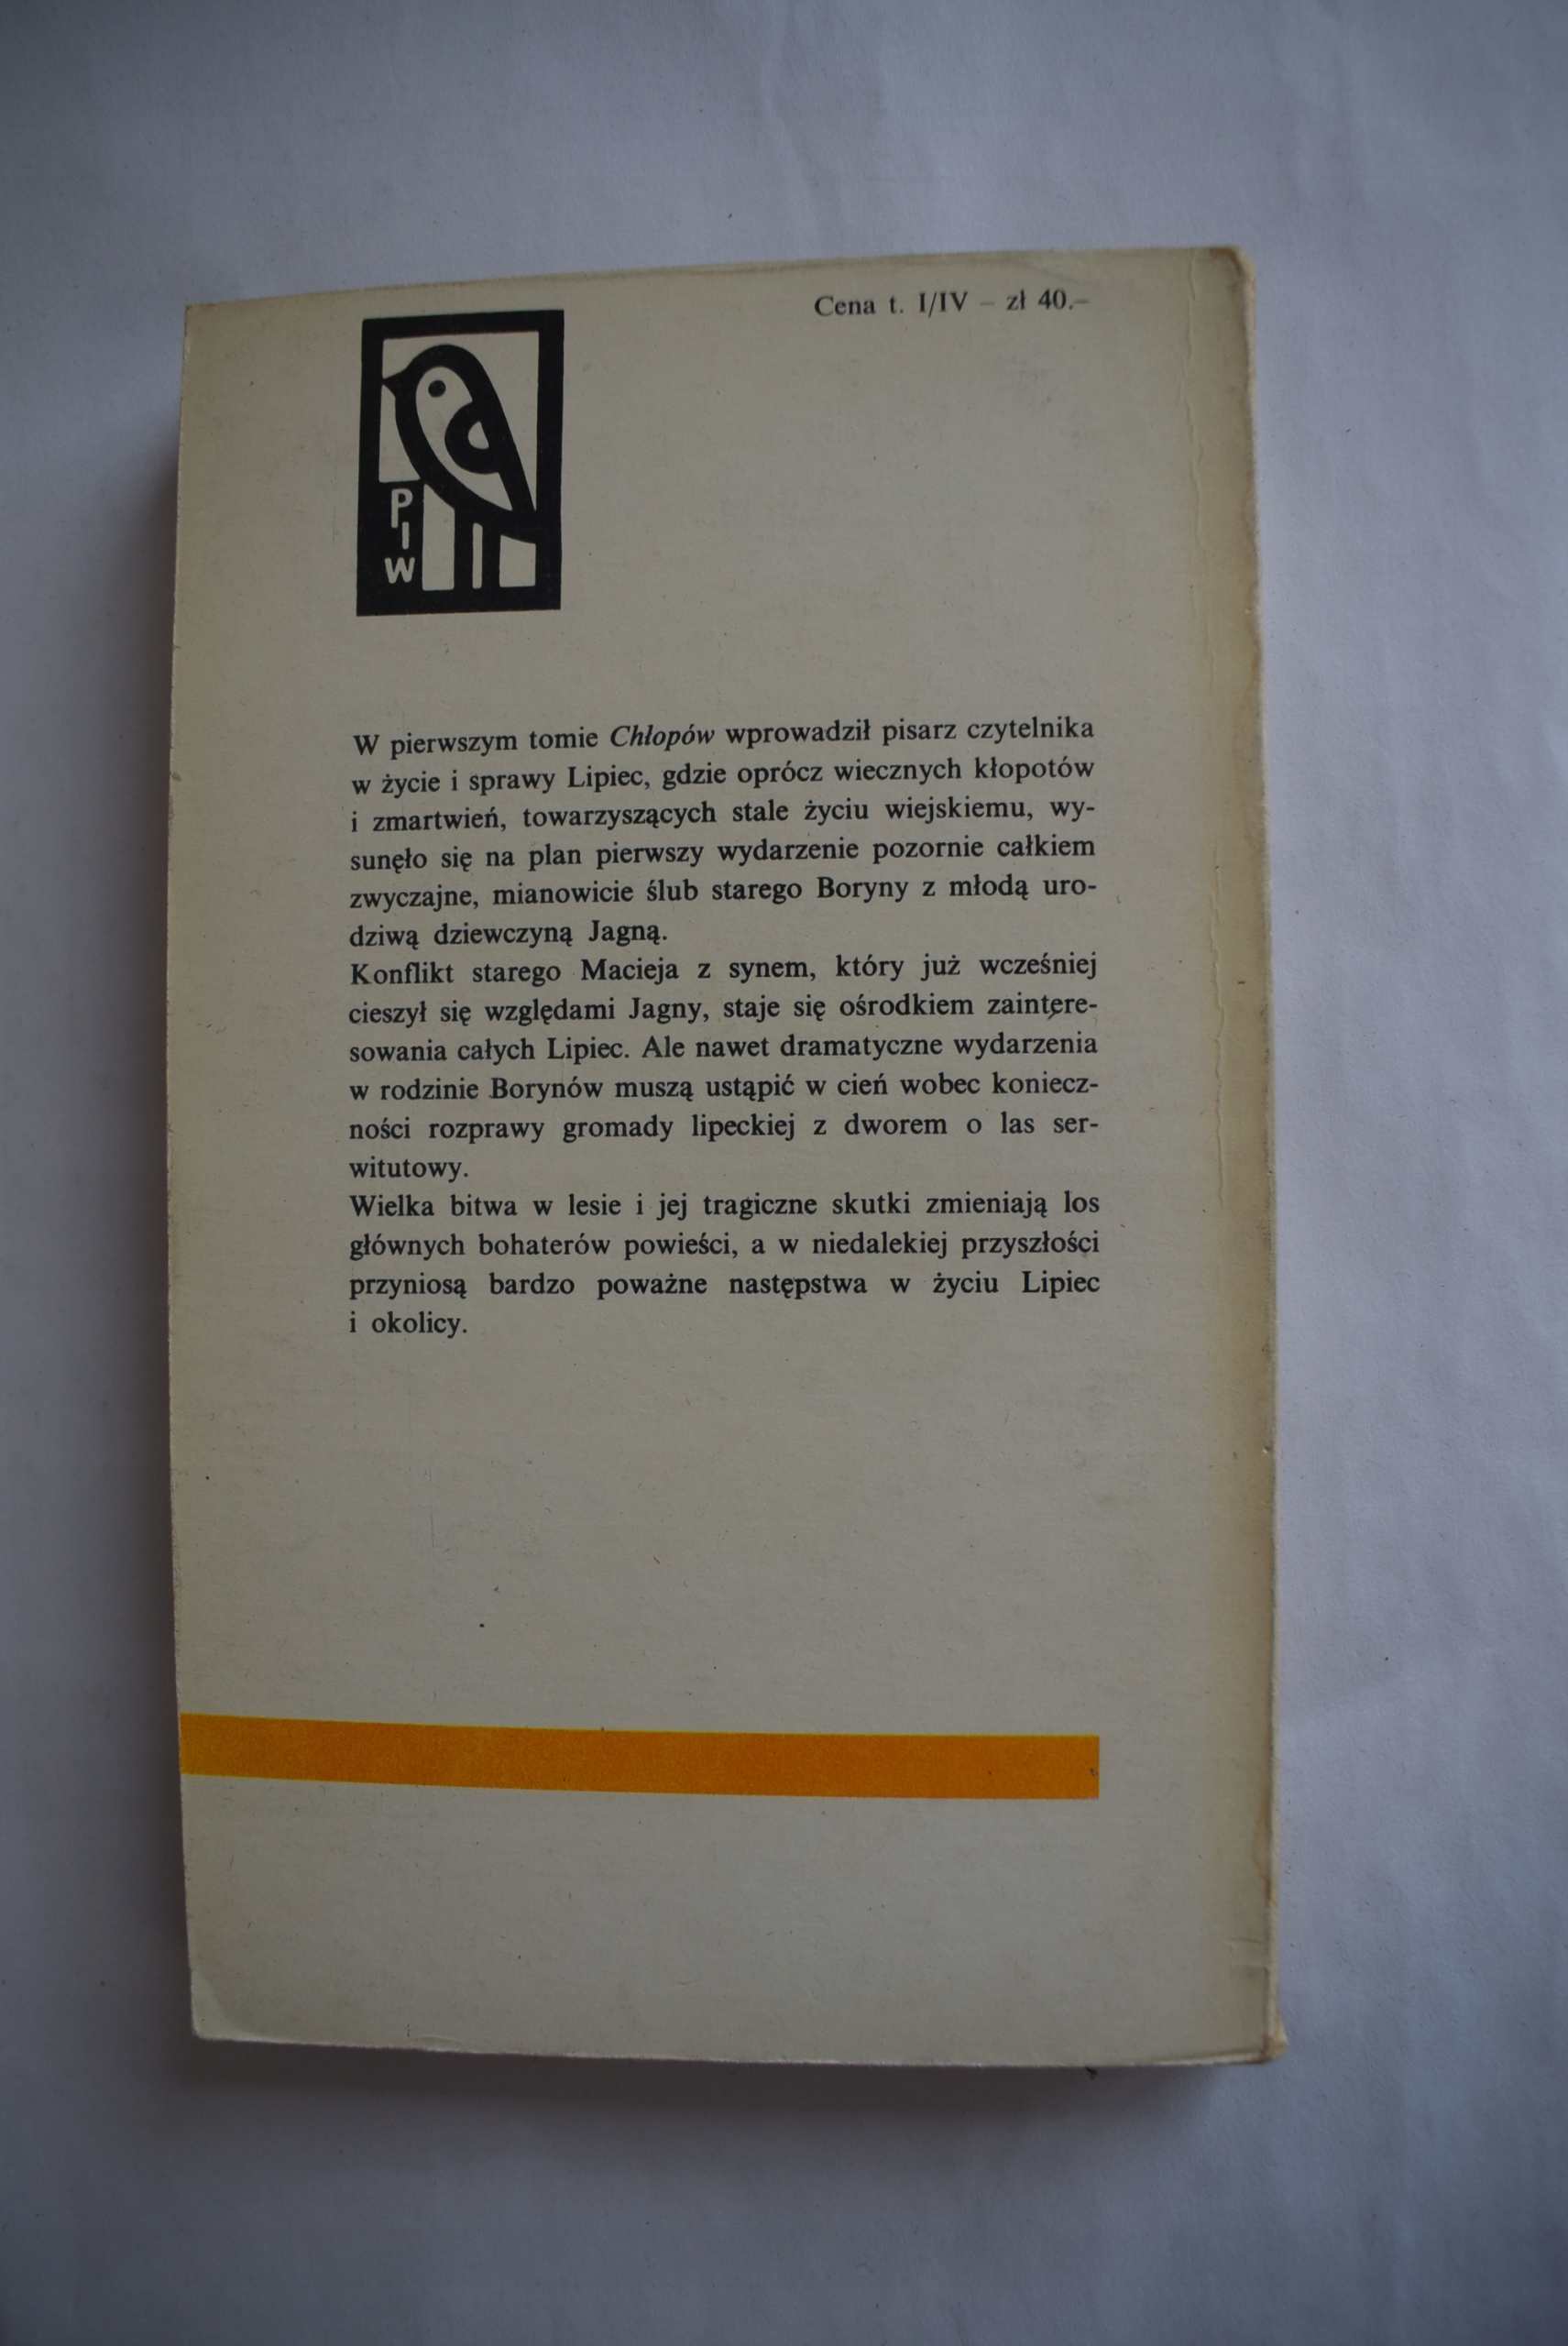 Cena t. I/IV – zł 40.–
P
I
W
W pierwszym tomie Chłopów wprowadził pisarz czytelnika
w życie i sprawy Lipiec, gdzie oprócz wiecznych kłopotów
i zmartwień, towarzyszących stale życiu wiejskiemu, wy-
sunęło się na plan pierwszy wydarzenie pozornie całkiem
zwyczajne, mianowicie ślub starego Boryny z młodą uro-
dziwą dziewczyną Jagną.
Konflikt starego Macieja z synem, który już wcześniej
cieszył się względami Jagny, staje się ośrodkiem zaintere-
sowania całych Lipiec. Ale nawet dramatyczne wydarzenia
w rodzinie Borynów muszą ustąpić w cień wobec koniecz-
ności rozprawy gromady lipeckiej z dworem o las ser-
witutowy.
Wielka bitwa w lesie i jej tragiczne skutki zmieniają los
głównych bohaterów powieści, a w niedalekiej przyszłości
przyniosą bardzo poważne następstwa w życiu Lipiec
i okolicy.